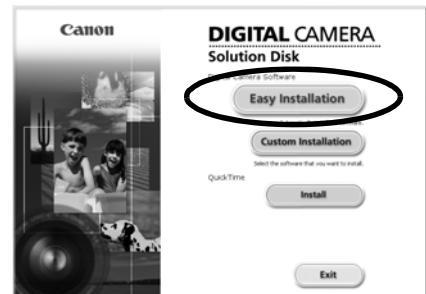 Canon
DIGITAL CAMERA
Solution Disk
Digital Camera Software
Easy Installation
Custom Installation
Select the software that you want to install.
QuickTime
Install
Exit